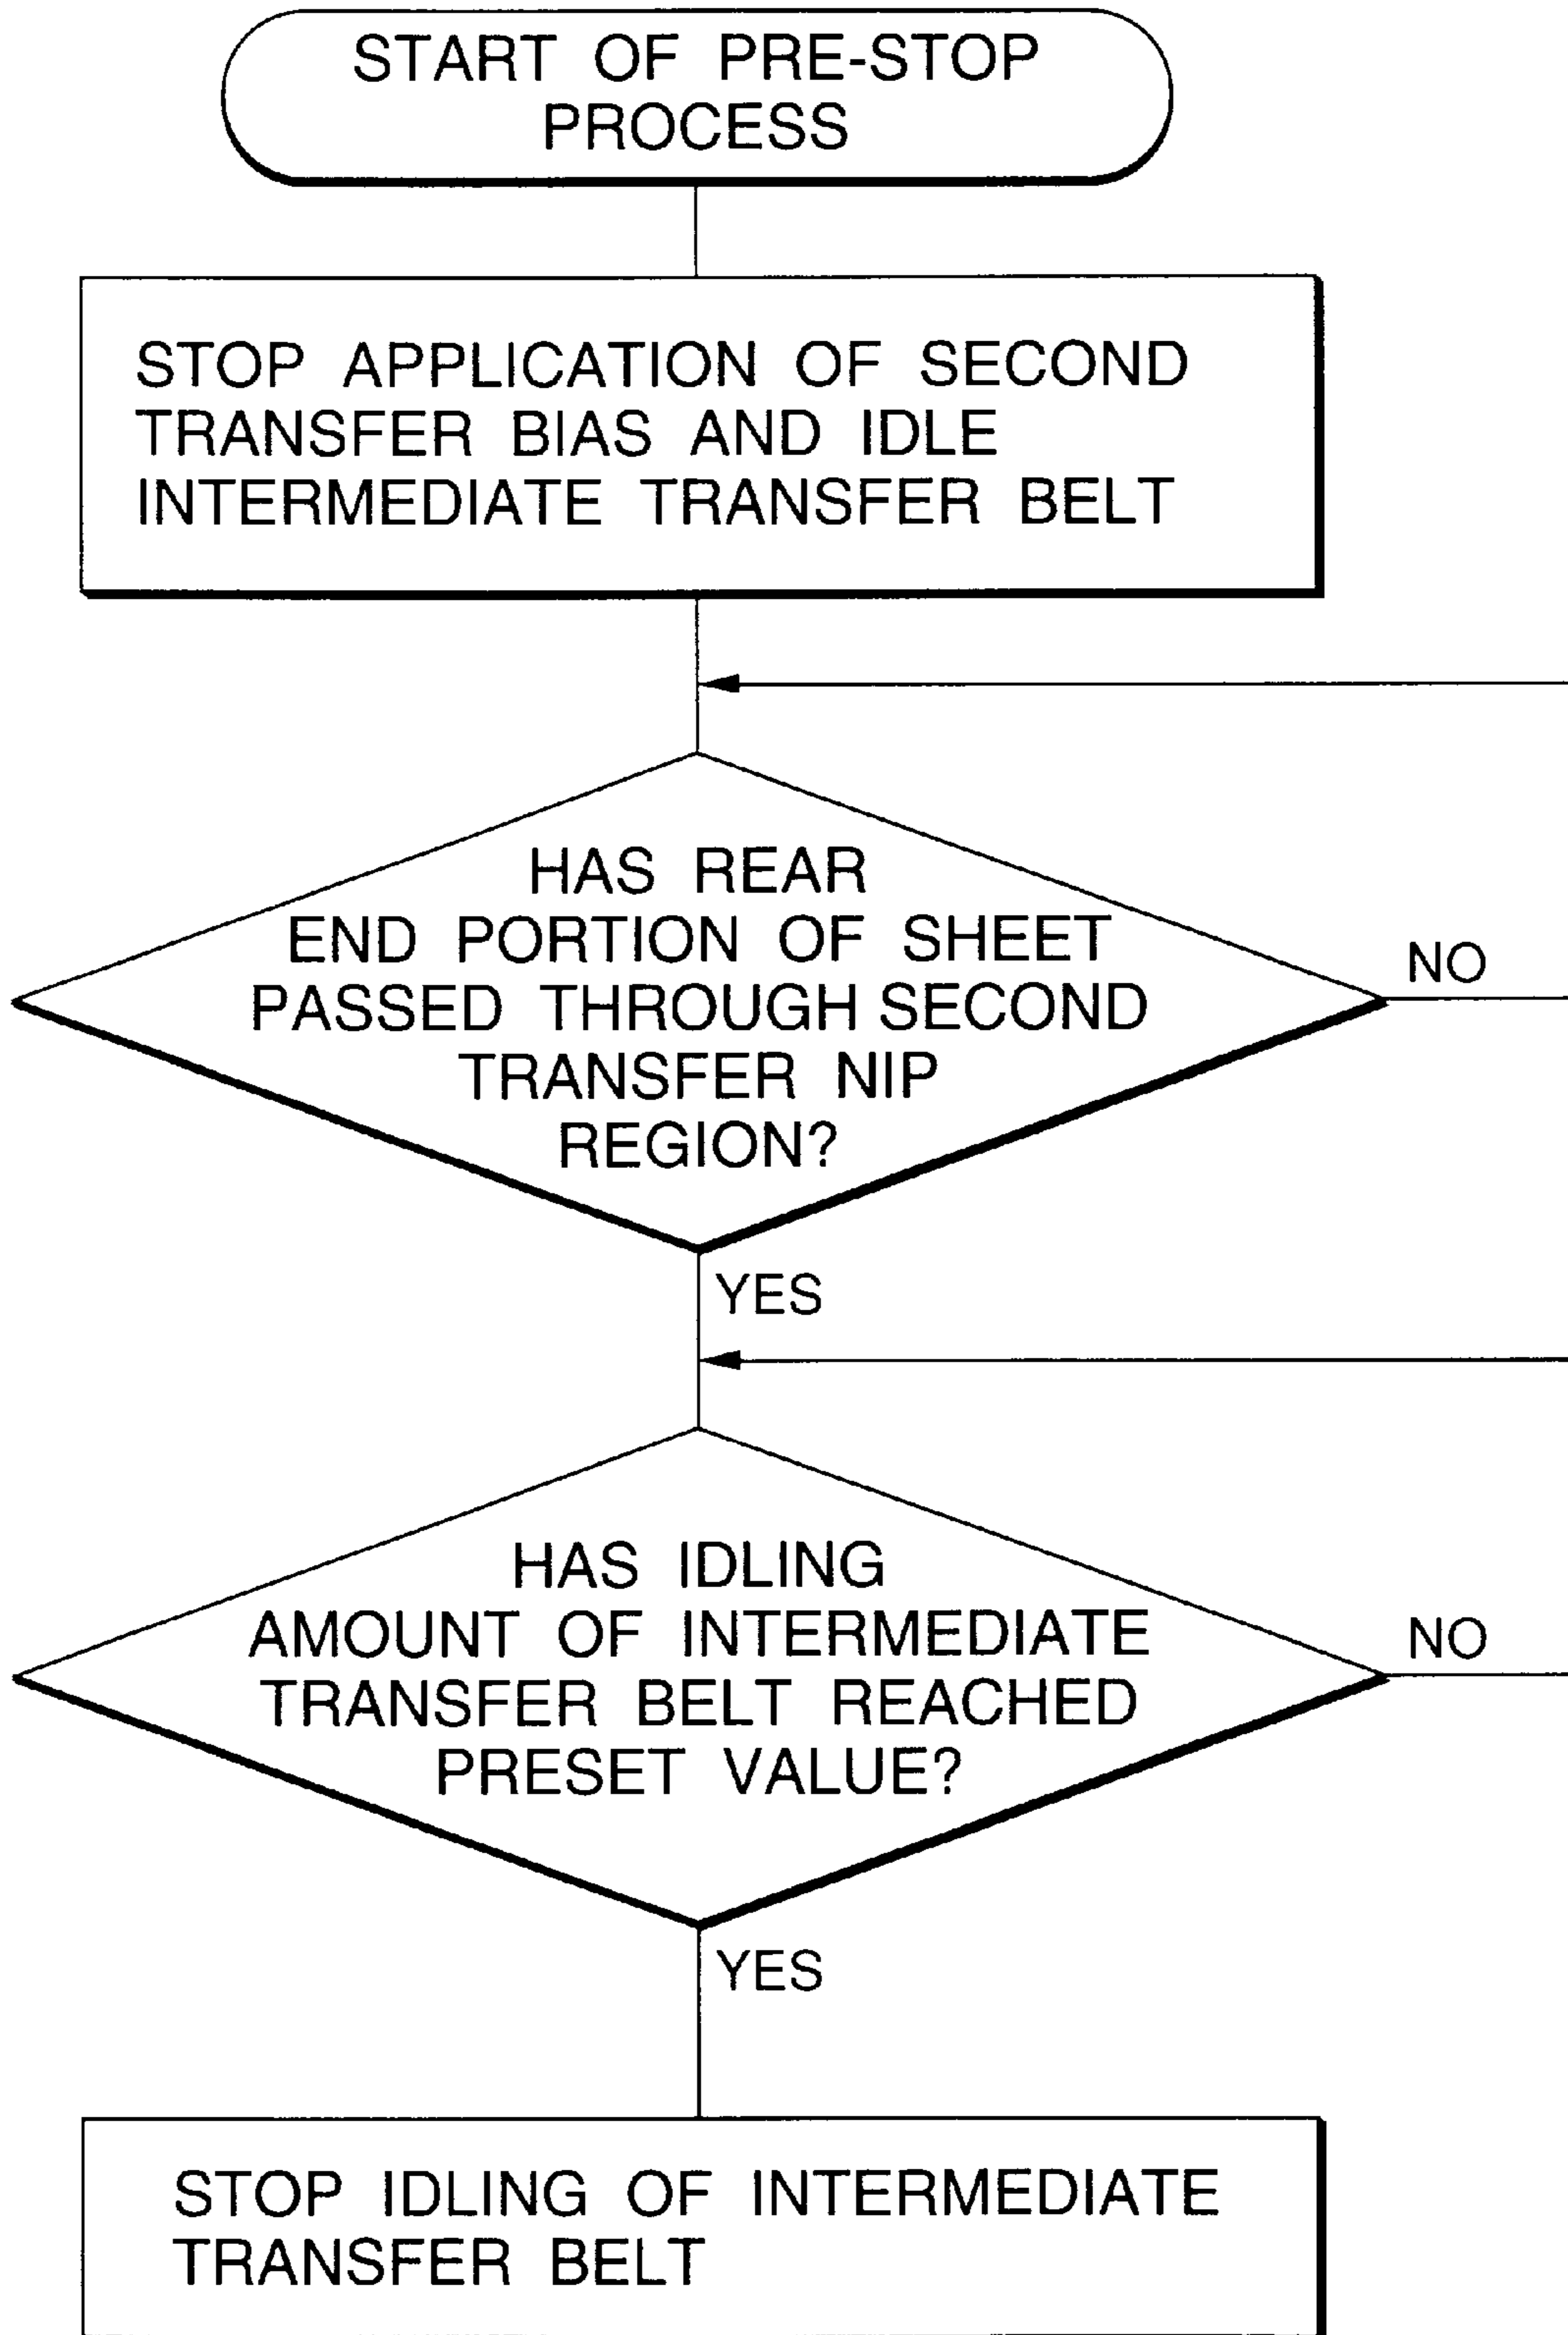 START OF PRE-STOP
PROCESS
STOP APPLICATION OF SECOND
TRANSFER BIAS AND IDLE
INTERMEDIATE TRANSFER BELT
HAS REAR
END PORTION OF SHEET
PASSED THROUGH SECOND
TRANSFER NIP
REGION?
NO
YES
HAS IDLING
AMOUNT OF INTERMEDIATE
TRANSFER BELT REACHED
PRESET VALUE?
NO
YES
STOP IDLING OF INTERMEDIATE
TRANSFER BELT